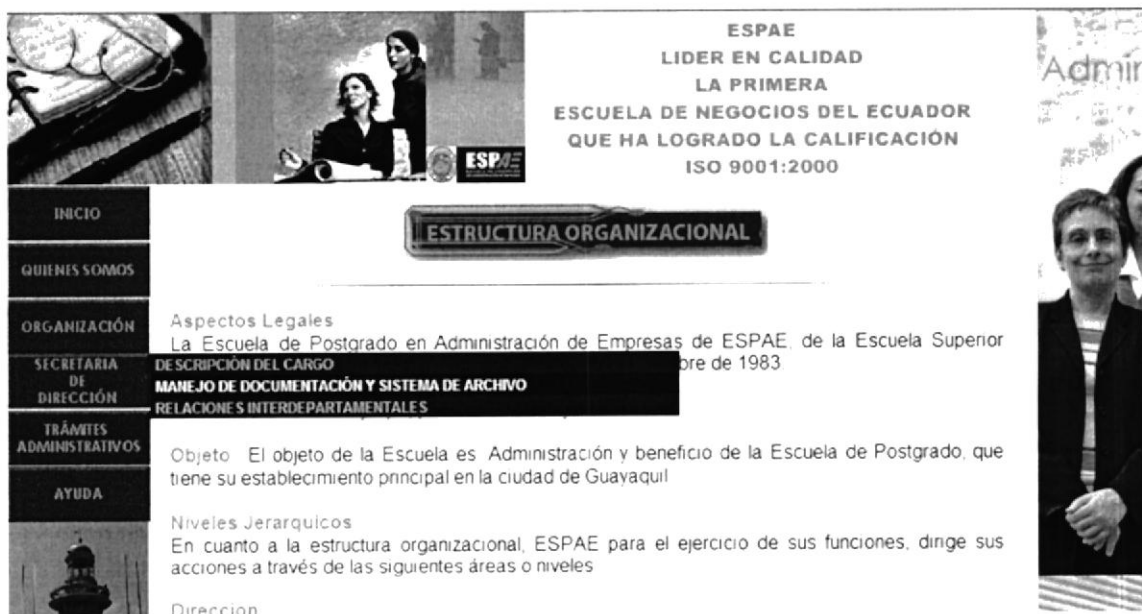 ESPAE
LIDER EN CALIDAD
LA PRIMERA
ESCUELA DE NEGOCIOS DEL ECUADOR
QUE HA LOGRADO LA CALIFICACIÓN
ISO 9001:2000
Admin
ESPAE
INICIO
QUIENES SOMOS
ORGANIZACIÓN
SECRETARIA
DE
DIRECCIÓN
TRÁMITES
ADMINISTRATIVOS
AYUDA
ESTRUCTURA ORGANIZACIONAL
Aspectos Legales
La Escuela de Postgrado en Administración de Empresas de ESPAE, de la Escuela Superior
bre de 1983
DESCRIPCIÓN DEL CARGO
MANEJO DE DOCUMENTACIÓN Y SISTEMA DE ARCHIVO
RELACIONES INTERDEPARTAMENTALES
Objeto El objeto de la Escuela es Administración y beneficio de la Escuela de Postgrado, que
tiene su establecimiento principal en la ciudad de Guayaquil
Niveles Jerarquicos
En cuanto a la estructura organizacional, ESPAE para el ejercicio de sus funciones, dirige sus
acciones a través de las siguientes áreas o niveles
Direccion